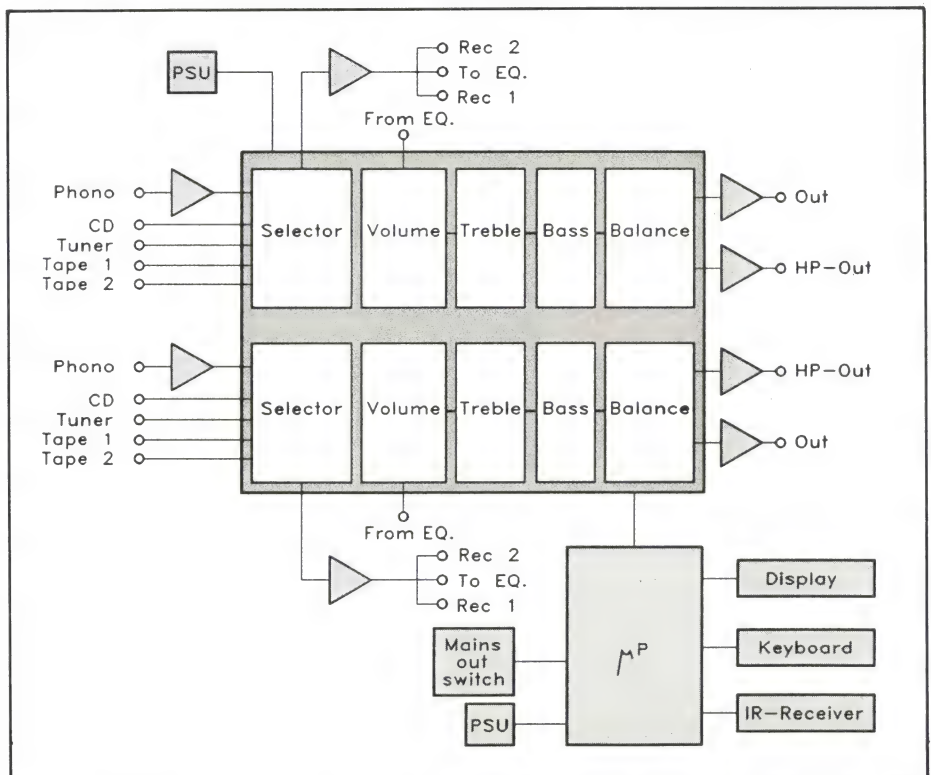 PSU
Rec 2
To EQ.
Rec 1
From EQ.
Phono
CD
Tuner
Tape 1
Tape 2
Selector
Volume
Treble
Bass
Balance
Out
HP-Out
Phono
CD
Tuner
Tape 1
Tape 2
Selector
Volume
Treble
Bass
Balance
HP-Out
Out
From EQ.
Rec 2
To EQ.
Rec 1
Mains
out
switch
PSU
μP
Display
Keyboard
IR-Receiver